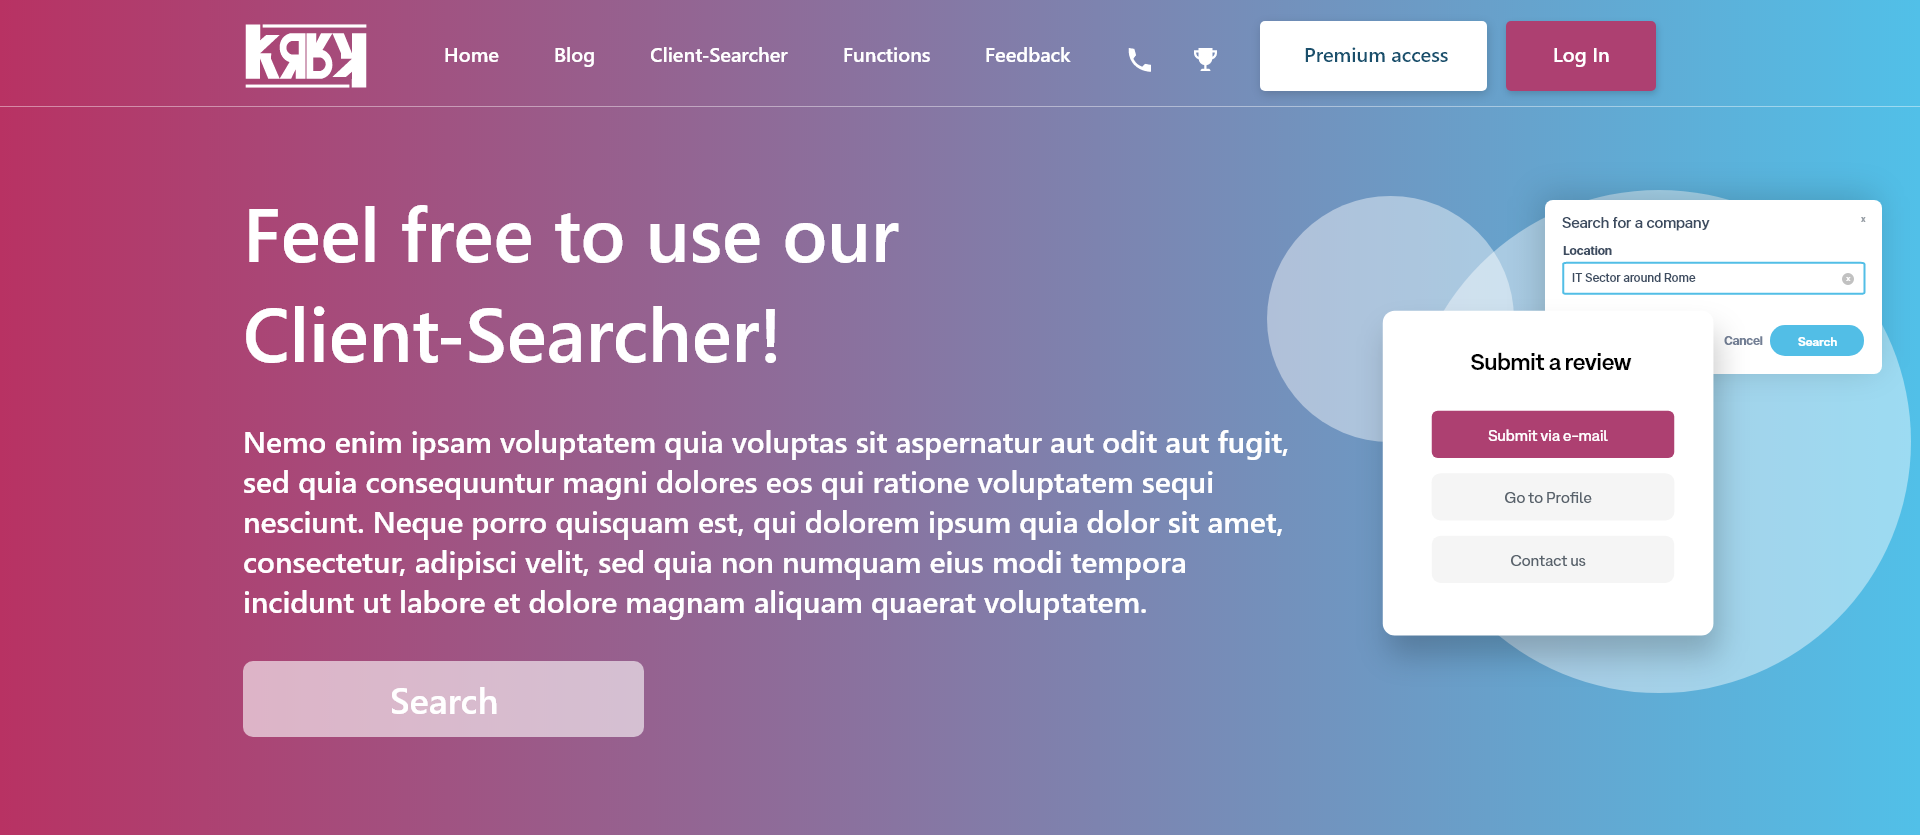 Home Blog Client-Searcher Functions Feedback Premium access Log In
Feel free to use our
Client-Searcher!
Nemo enim ipsam voluptatem quia voluptas sit aspernatur aut odit aut fugit,
sed quia consequuntur magni dolores eos qui ratione voluptatem sequi
nesciunt. Neque porro quisquam est, qui dolorem ipsum quia dolor sit amet,
consectetur, adipisci velit, sed quia non numquam eius modi tempora
incidunt ut labore et dolore magnam aliquam quaerat voluptatem.
Search
Search for a company x
Location
IT Sector around Rome x
Cancel Search
Submit a review
Submit via e-mail
Go to Profile
Contact us